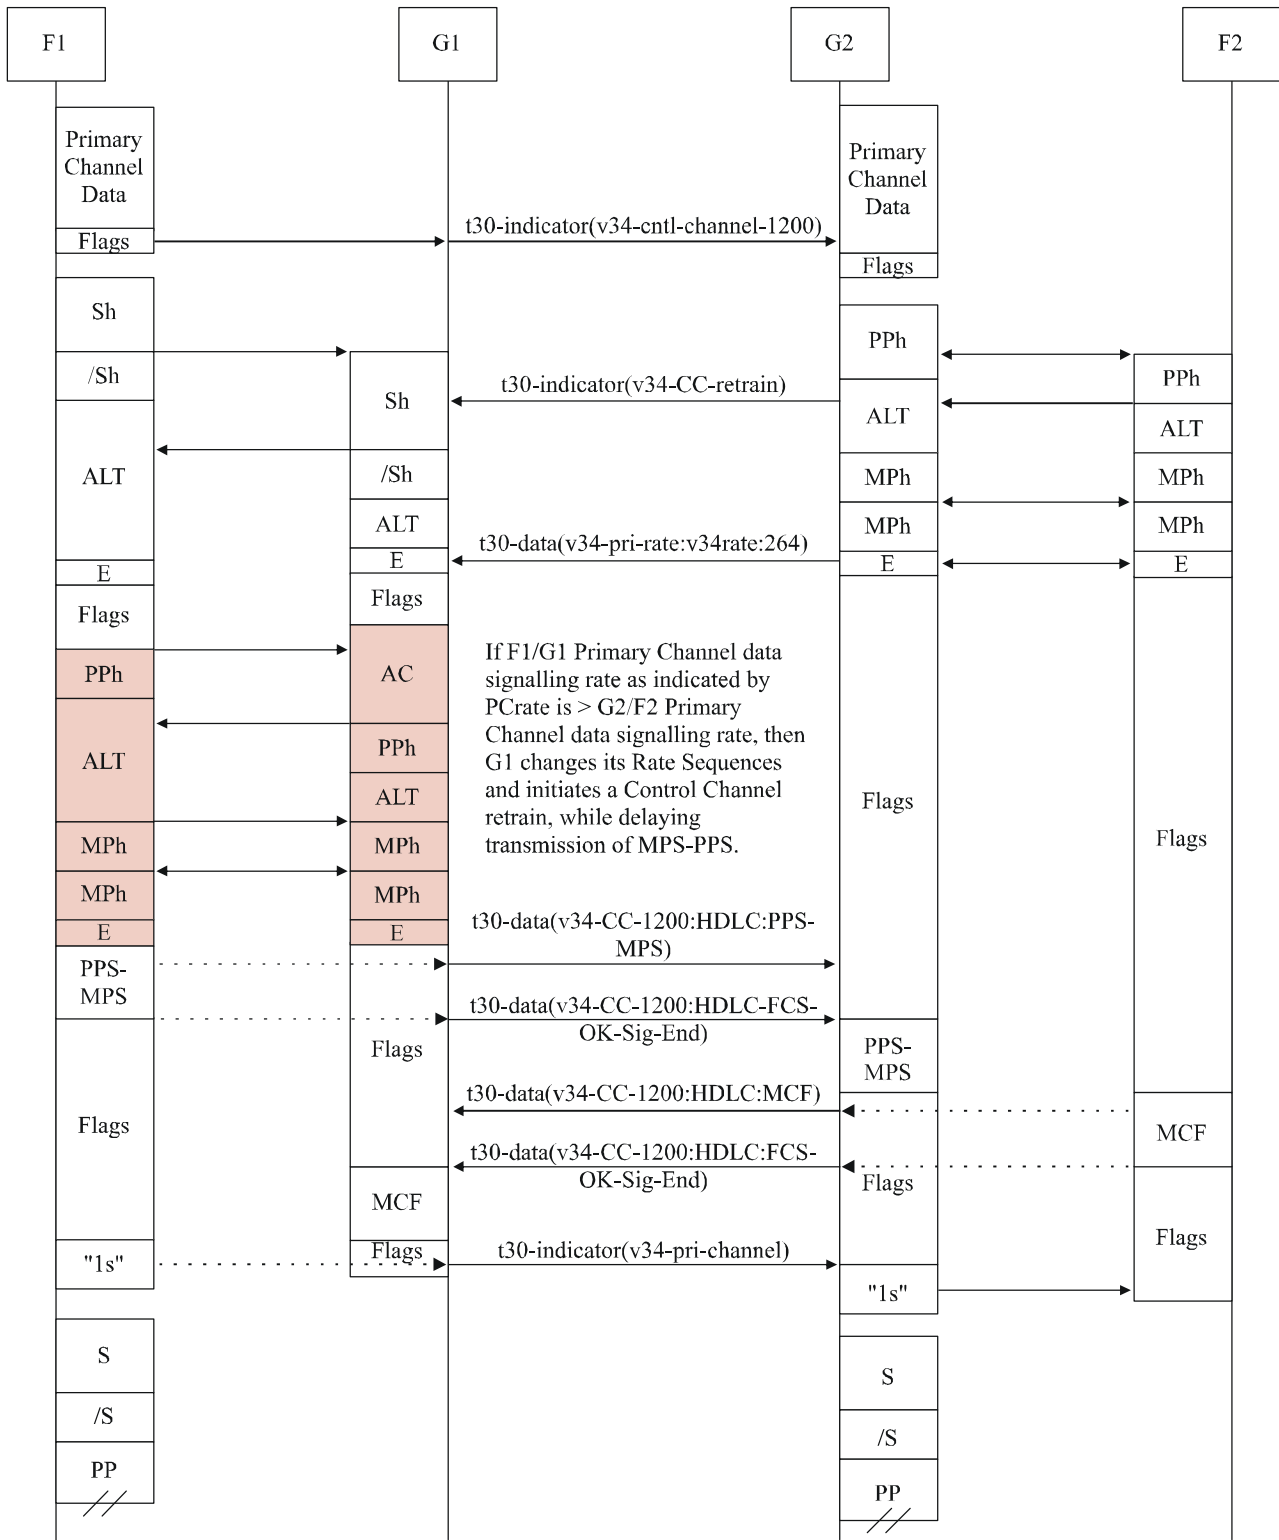 F1
G1
G2
F2
Primary
Channel
Data
Primary
Channel
Data
Flags
t30-indicator(v34-cntl-channel-1200)
Flags
Sh
/Sh
Sh
t30-indicator(v34-CC-retrain)
PPh
PPh
ALT
ALT
ALT
/Sh
MPh
MPh
ALT
MPh
MPh
t30-data(v34-pri-rate:v34rate:264)
E
E
E
E
Flags
Flags
PPh
AC
If F1/G1 Primary Channel data
signalling rate as indicated by
PCrate is > G2/F2 Primary
Channel data signalling rate, then
G1 changes its Rate Sequences
and initiates a Control Channel
retrain, while delaying
transmission of MPS-PPS.
ALT
PPh
ALT
Flags
Flags
MPh
MPh
MPh
MPh
E
E
t30-data(v34-CC-1200:HDLC:PPS-
MPS)
PPS-
MPS
t30-data(v34-CC-1200:HDLC-FCS-
OK-Sig-End)
Flags
PPS-
MPS
t30-data(v34-CC-1200:HDLC:MCF)
Flags
MCF
t30-data(v34-CC-1200:HDLC:FCS-
OK-Sig-End)
Flags
MCF
Flags
Flags
"1s"
t30-indicator(v34-pri-channel)
"1s"
S
S
/S
/S
PP
PP